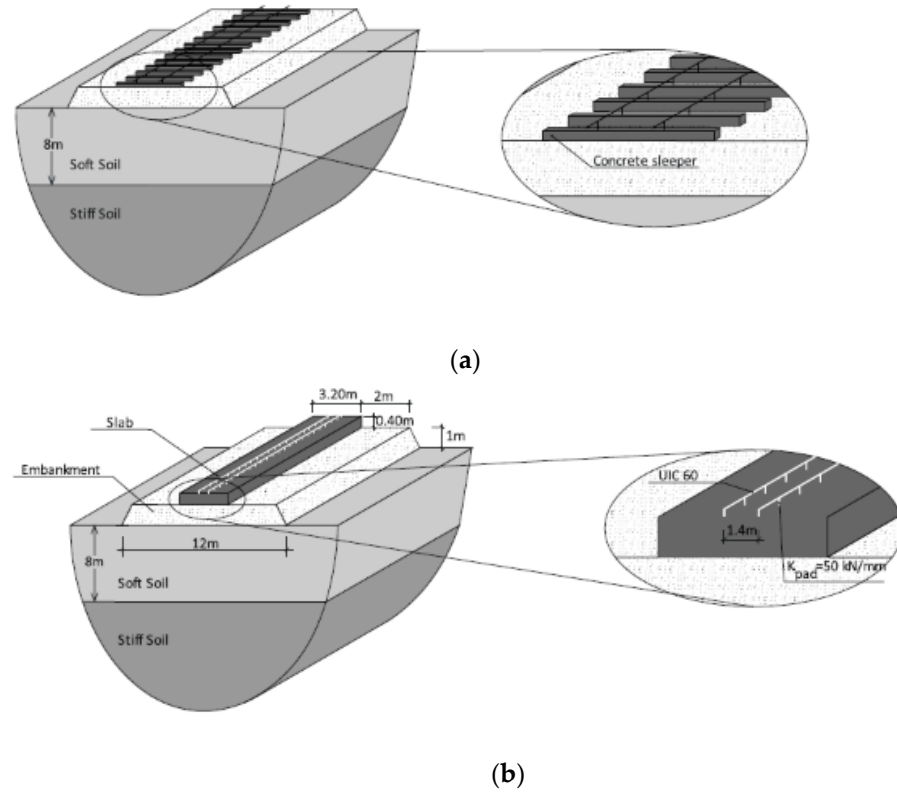 8m
Soft Soil
Stiff Soil
Concrete sleeper
(a)
3.20m
2m
Slab
0.40m
1m
Embankment
12m
8m
Soft Soil
Stiff Soil
UIC 60
1.4m
K pad=50 kN/mm
(b)